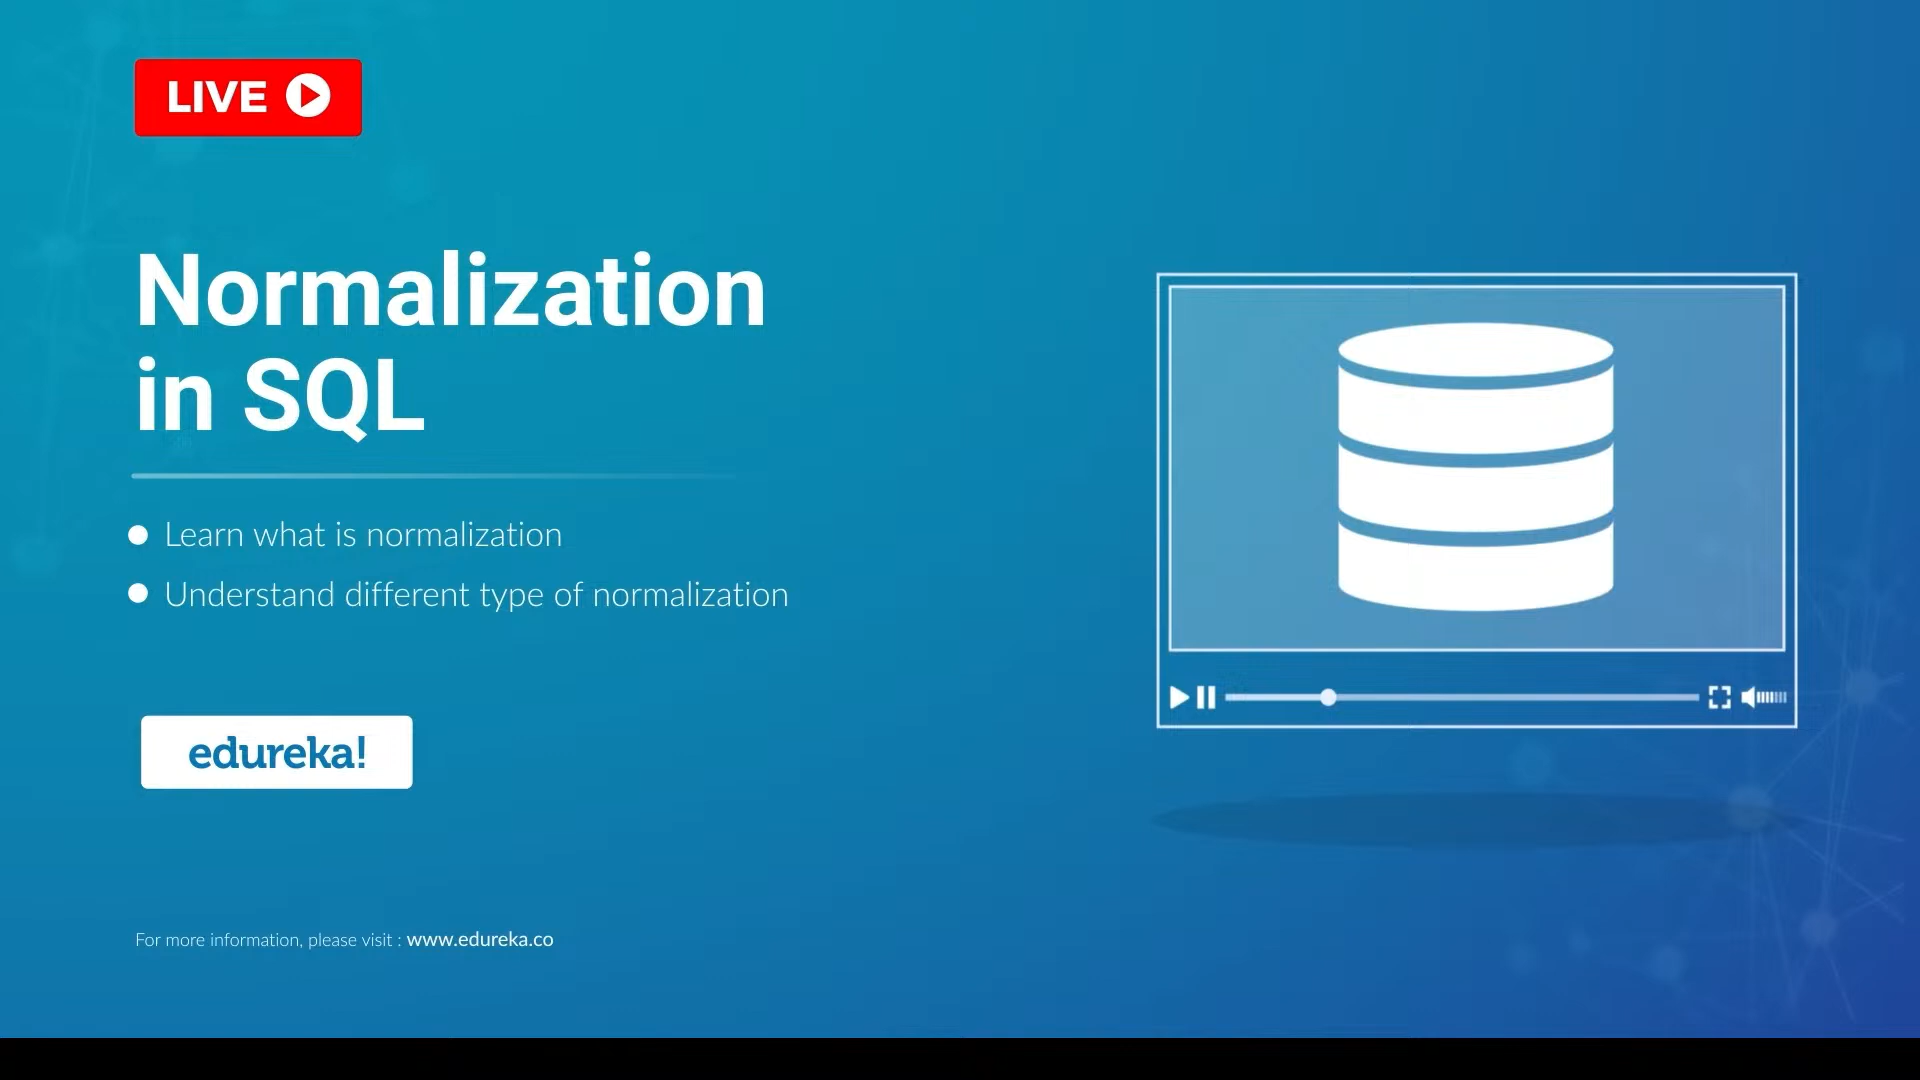 LIVE
Normalization
in SQL
Learn what is normalization
Understand different type of normalization
edureka!
For more information, please visit : www.edureka.co